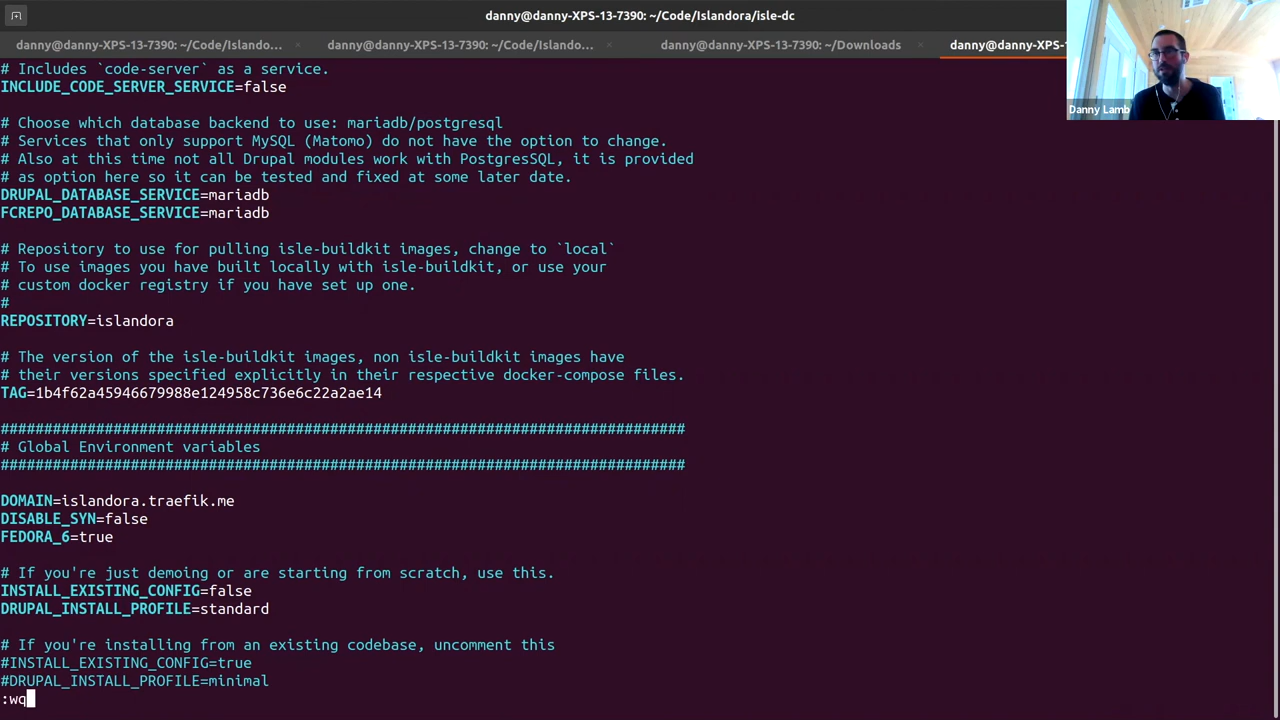 danny@danny-XPS-13-7390: ~/Code/Islandora/isle-dc
danny@danny-XPS-13-7390: ~/Code/Islando...
danny@danny-XPS-13-7390: ~/Code/Islando...
danny@danny-XPS-13-7390: ~/Downloads
danny@danny-XPS-1
Danny Lamb
# Includes `code-server` as a service.
INCLUDE_CODE_SERVER_SERVICE=false
# Choose which database backend to use: mariadb/postgresql
# Services that only support MySQL (Matomo) do not have the option to change.
# Also at this time not all Drupal modules work with PostgresSQL, it is provided
# as option here so it can be tested and fixed at some later date.
DRUPAL_DATABASE_SERVICE=mariadb
FCREPO_DATABASE_SERVICE=mariadb
# Repository to use for pulling isle-buildkit images, change to `local`
# To use images you have built locally with isle-buildkit, or use your
# custom docker registry if you have set up one.
#
REPOSITORY=islandora
# The version of the isle-buildkit images, non isle-buildkit images have
# their versions specified explicitly in their respective docker-compose files.
TAG=1b4f62a45946679988e124958c736e6c22a2ae14
###############################################################################
# Global Environment variables
###############################################################################
DOMAIN=islandora.traefik.me
DISABLE_SYN=false
FEDORA_6=true
# If you're just demoing or are starting from scratch, use this.
INSTALL_EXISTING_CONFIG=false
DRUPAL_INSTALL_PROFILE=standard
# If you're installing from an existing codebase, uncomment this
#INSTALL_EXISTING_CONFIG=true
#DRUPAL_INSTALL_PROFILE=minimal
:wq